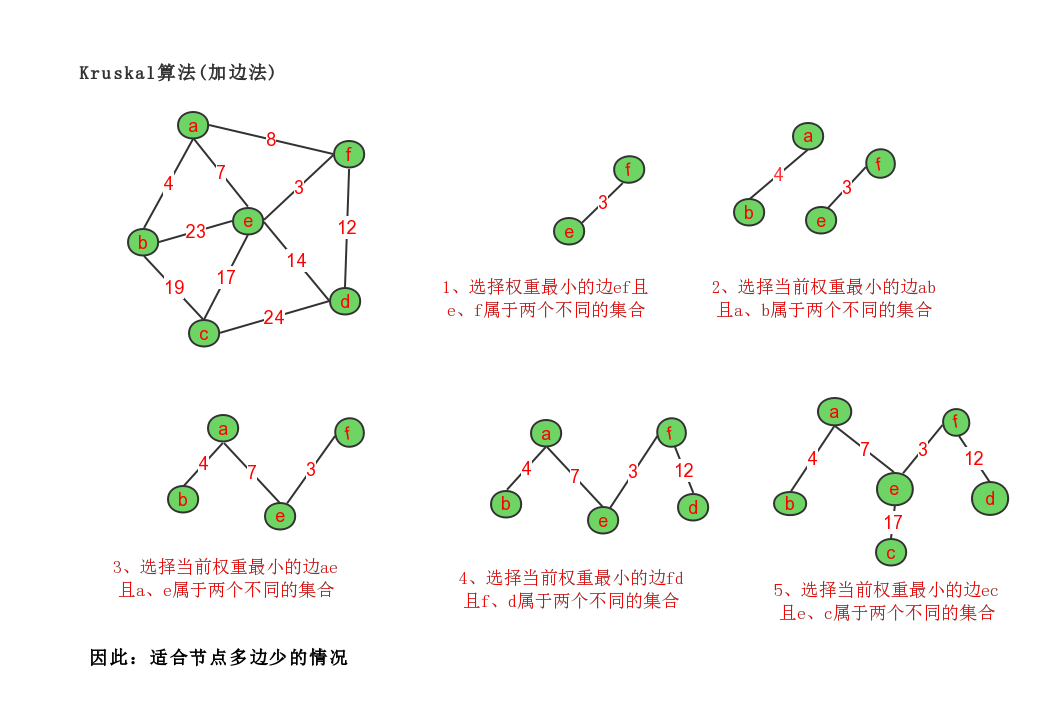 Kruskal算法(加边法)
a
8
f
7
4
3
e
b
23
12
14
17
19
d
24
c
f
3
e
1、选择权重最小的边ef且
e、f属于两个不同的集合
a
f
4
3
b
e
2、选择当前权重最小的边ab
且a、b属于两个不同的集合
a
f
4
7
3
b
e
3、选择当前权重最小的边ae
且a、e属于两个不同的集合
a
f
4
7
3
12
b
d
e
4、选择当前权重最小的边fd
且f、d属于两个不同的集合
a
f
7
3
4
12
e
b
d
17
c
5、选择当前权重最小的边ec
且e、c属于两个不同的集合
因此：适合节点多边少的情况